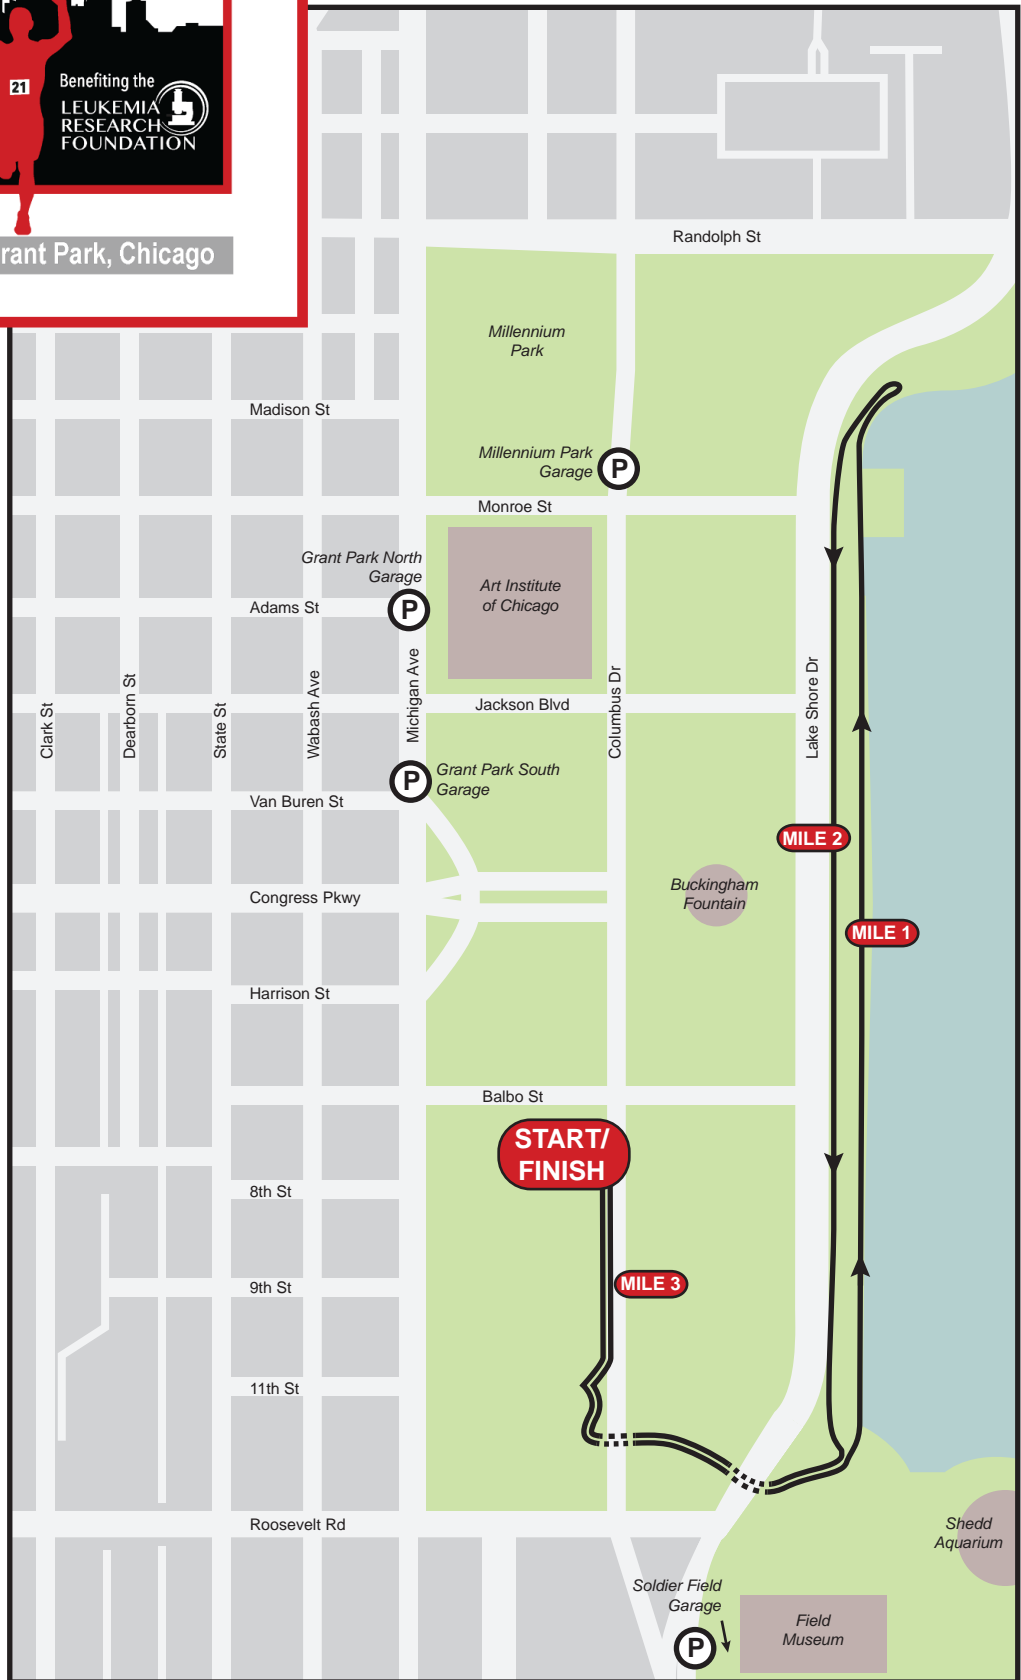 21
Benefiting the
LEUKEMIA
RESEARCH
FOUNDATION
rant Park, Chicago
Randolph St
Millennium
Park
Madison St
Millennium Park
Garage
P
Monroe St
Grant Park North
Garage
P
Art Institute
of Chicago
Adams St
Clark St
Dearborn St
State St
Wabash Ave
Michigan Ave
Columbus Dr
Lake Shore Dr
Jackson Blvd
P
Grant Park South
Garage
Van Buren St
MILE 2
Buckingham
Fountain
Congress Pkwy
MILE 1
Harrison St
Balbo St
START/
FINISH
8th St
9th St
MILE 3
11th St
Roosevelt Rd
Shedd
Aquarium
Soldier Field
Garage
P
Field
Museum